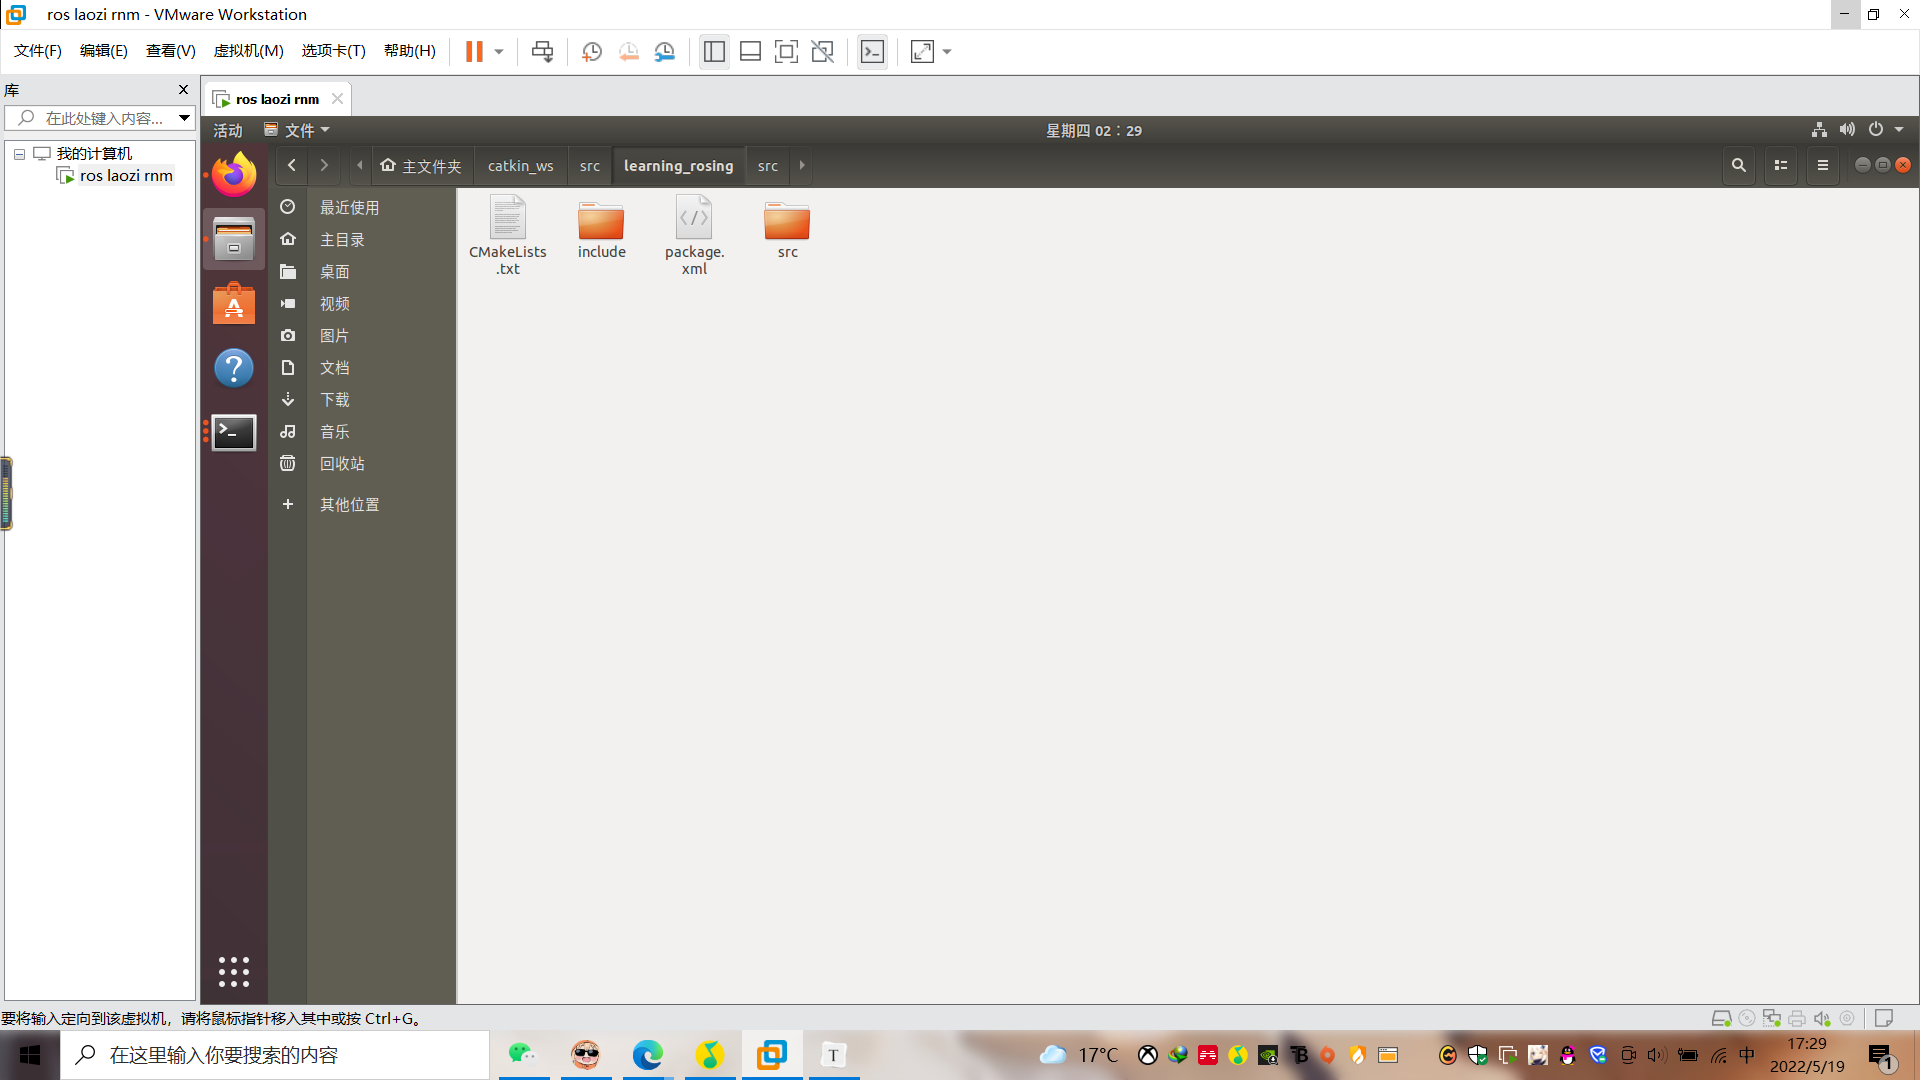 ros laozi rnm - VMware Workstation
文件(F) 编辑(E) 查看(V) 虚拟机(M) 选项卡(T) 帮助(H)
库
在此处键入内容...
我的计算机
ros laozi rnm
ros laozi rnm
活动 文件 星期四 02：29
主文件夹 catkin_ws src learning_rosing src
最近使用
主目录
桌面
视频
图片
文档
下载
音乐
回收站
其他位置
CMakeLists
.txt
include
package.
xml
src
要将输入定向到该虚拟机，请将鼠标指针移入其中或按 Ctrl+G。
在这里输入你要搜索的内容
T
17°C
中
17:29
2022/5/19
1